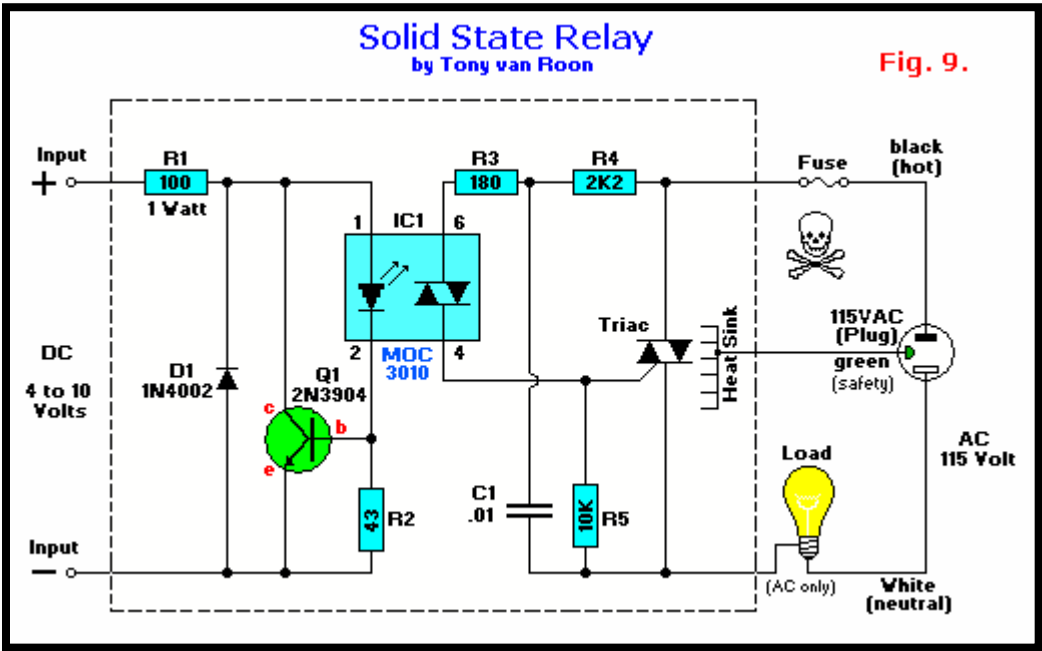 Solid State Relay
by Tony van Roon
Fig. 9.
Input
+
R1
100
1 Watt
IC1
1
6
2
4
MOC
3010
R3
180
R4
2K2
Fuse
black
(hot)
Triac
Heat Sink
115VAC
(Plug)
green
(safety)
DC
4 to 10
Volts
D1
1N4002
Q1
2N3904
c
b
e
43
R2
C1
.01
10K
R5
Load
AC
115 Volt
Input
-
(AC only)
White
(neutral)